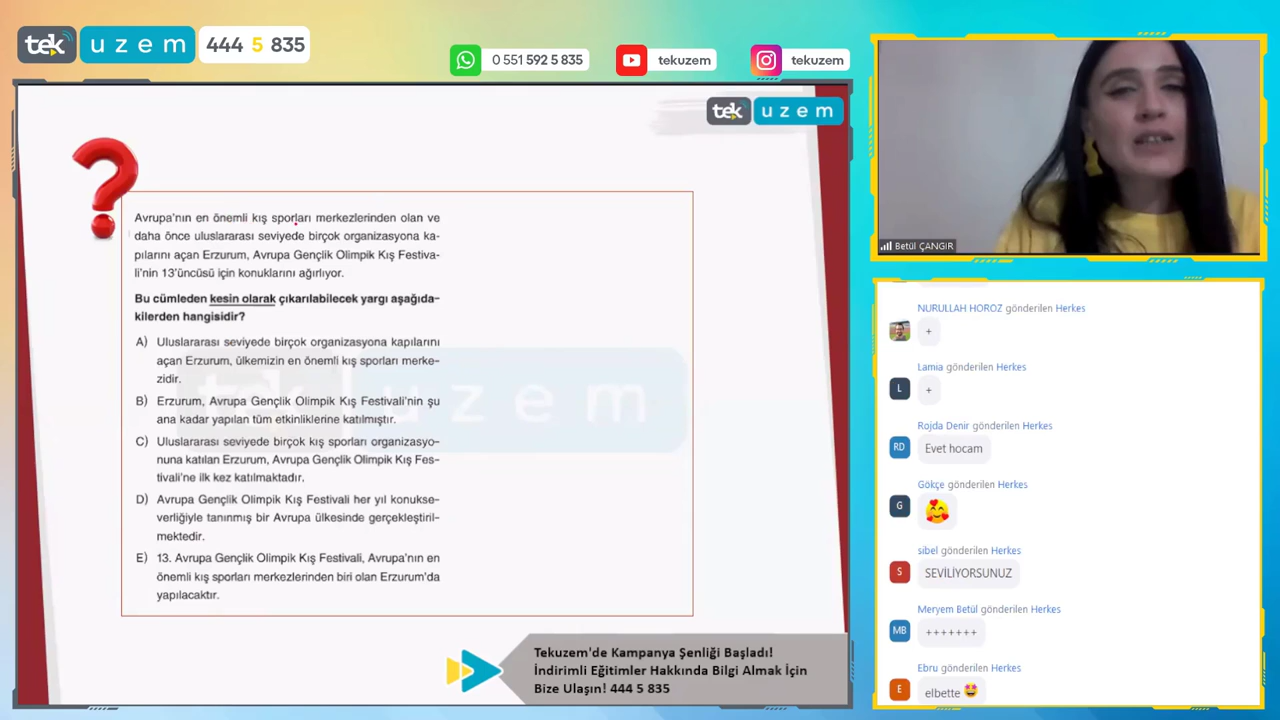 tek uzem 444 5 835
0 551 592 5 835
tekuzem
tekuzem
tek uzem
Avrupa'nın en önemli kış sporları merkezlerinden olan ve
daha önce uluslararası seviyede birçok organizasyona ka-
pılarını açan Erzurum, Avrupa Gençlik Olimpik Kış Festiva-
li'nin 13'üncüsü için konuklarını ağırlıyor.
Bu cümleden kesin olarak çıkarılabilecek yargı aşağıda-
kilerden hangisidir?
A) Uluslararası seviyede birçok organizasyona kapılarını
açan Erzurum, ülkemizin en önemli kış sporları merke-
zidir.
B) Erzurum, Avrupa Gençlik Olimpik Kış Festivali'nin şu
ana kadar yapılan tüm etkinliklerine katılmıştır.
C) Uluslararası seviyede birçok kış sporları organizasyo-
nuna katılan Erzurum, Avrupa Gençlik Olimpik Kış Fes-
tivali'ne ilk kez katılmaktadır.
D) Avrupa Gençlik Olimpik Kış Festivali her yıl konukse-
verliğiyle tanınmış bir Avrupa ülkesinde gerçekleştiril-
mektedir.
E) 13. Avrupa Gençlik Olimpik Kış Festivali, Avrupa'nın en
önemli kış sporları merkezlerinden biri olan Erzurum'da
yapılacaktır.
uzem
Tekuzem'de Kampanya Şenliği Başladı!
İndirimli Eğitimler Hakkında Bilgi Almak İçin
Bize Ulaşın! 444 5 835
Betül ÇANGIR
NURULLAH HOROZ gönderilen Herkes
+
Lamia gönderilen Herkes
L +
Rojda Denir gönderilen Herkes
RD Evet hocam
Gökçe gönderilen Herkes
G 🥰
sibel gönderilen Herkes
S SEVİLİYORSUNUZ
Meryem Betül gönderilen Herkes
MB +++++++
Ebru gönderilen Herkes
E elbette 🤩